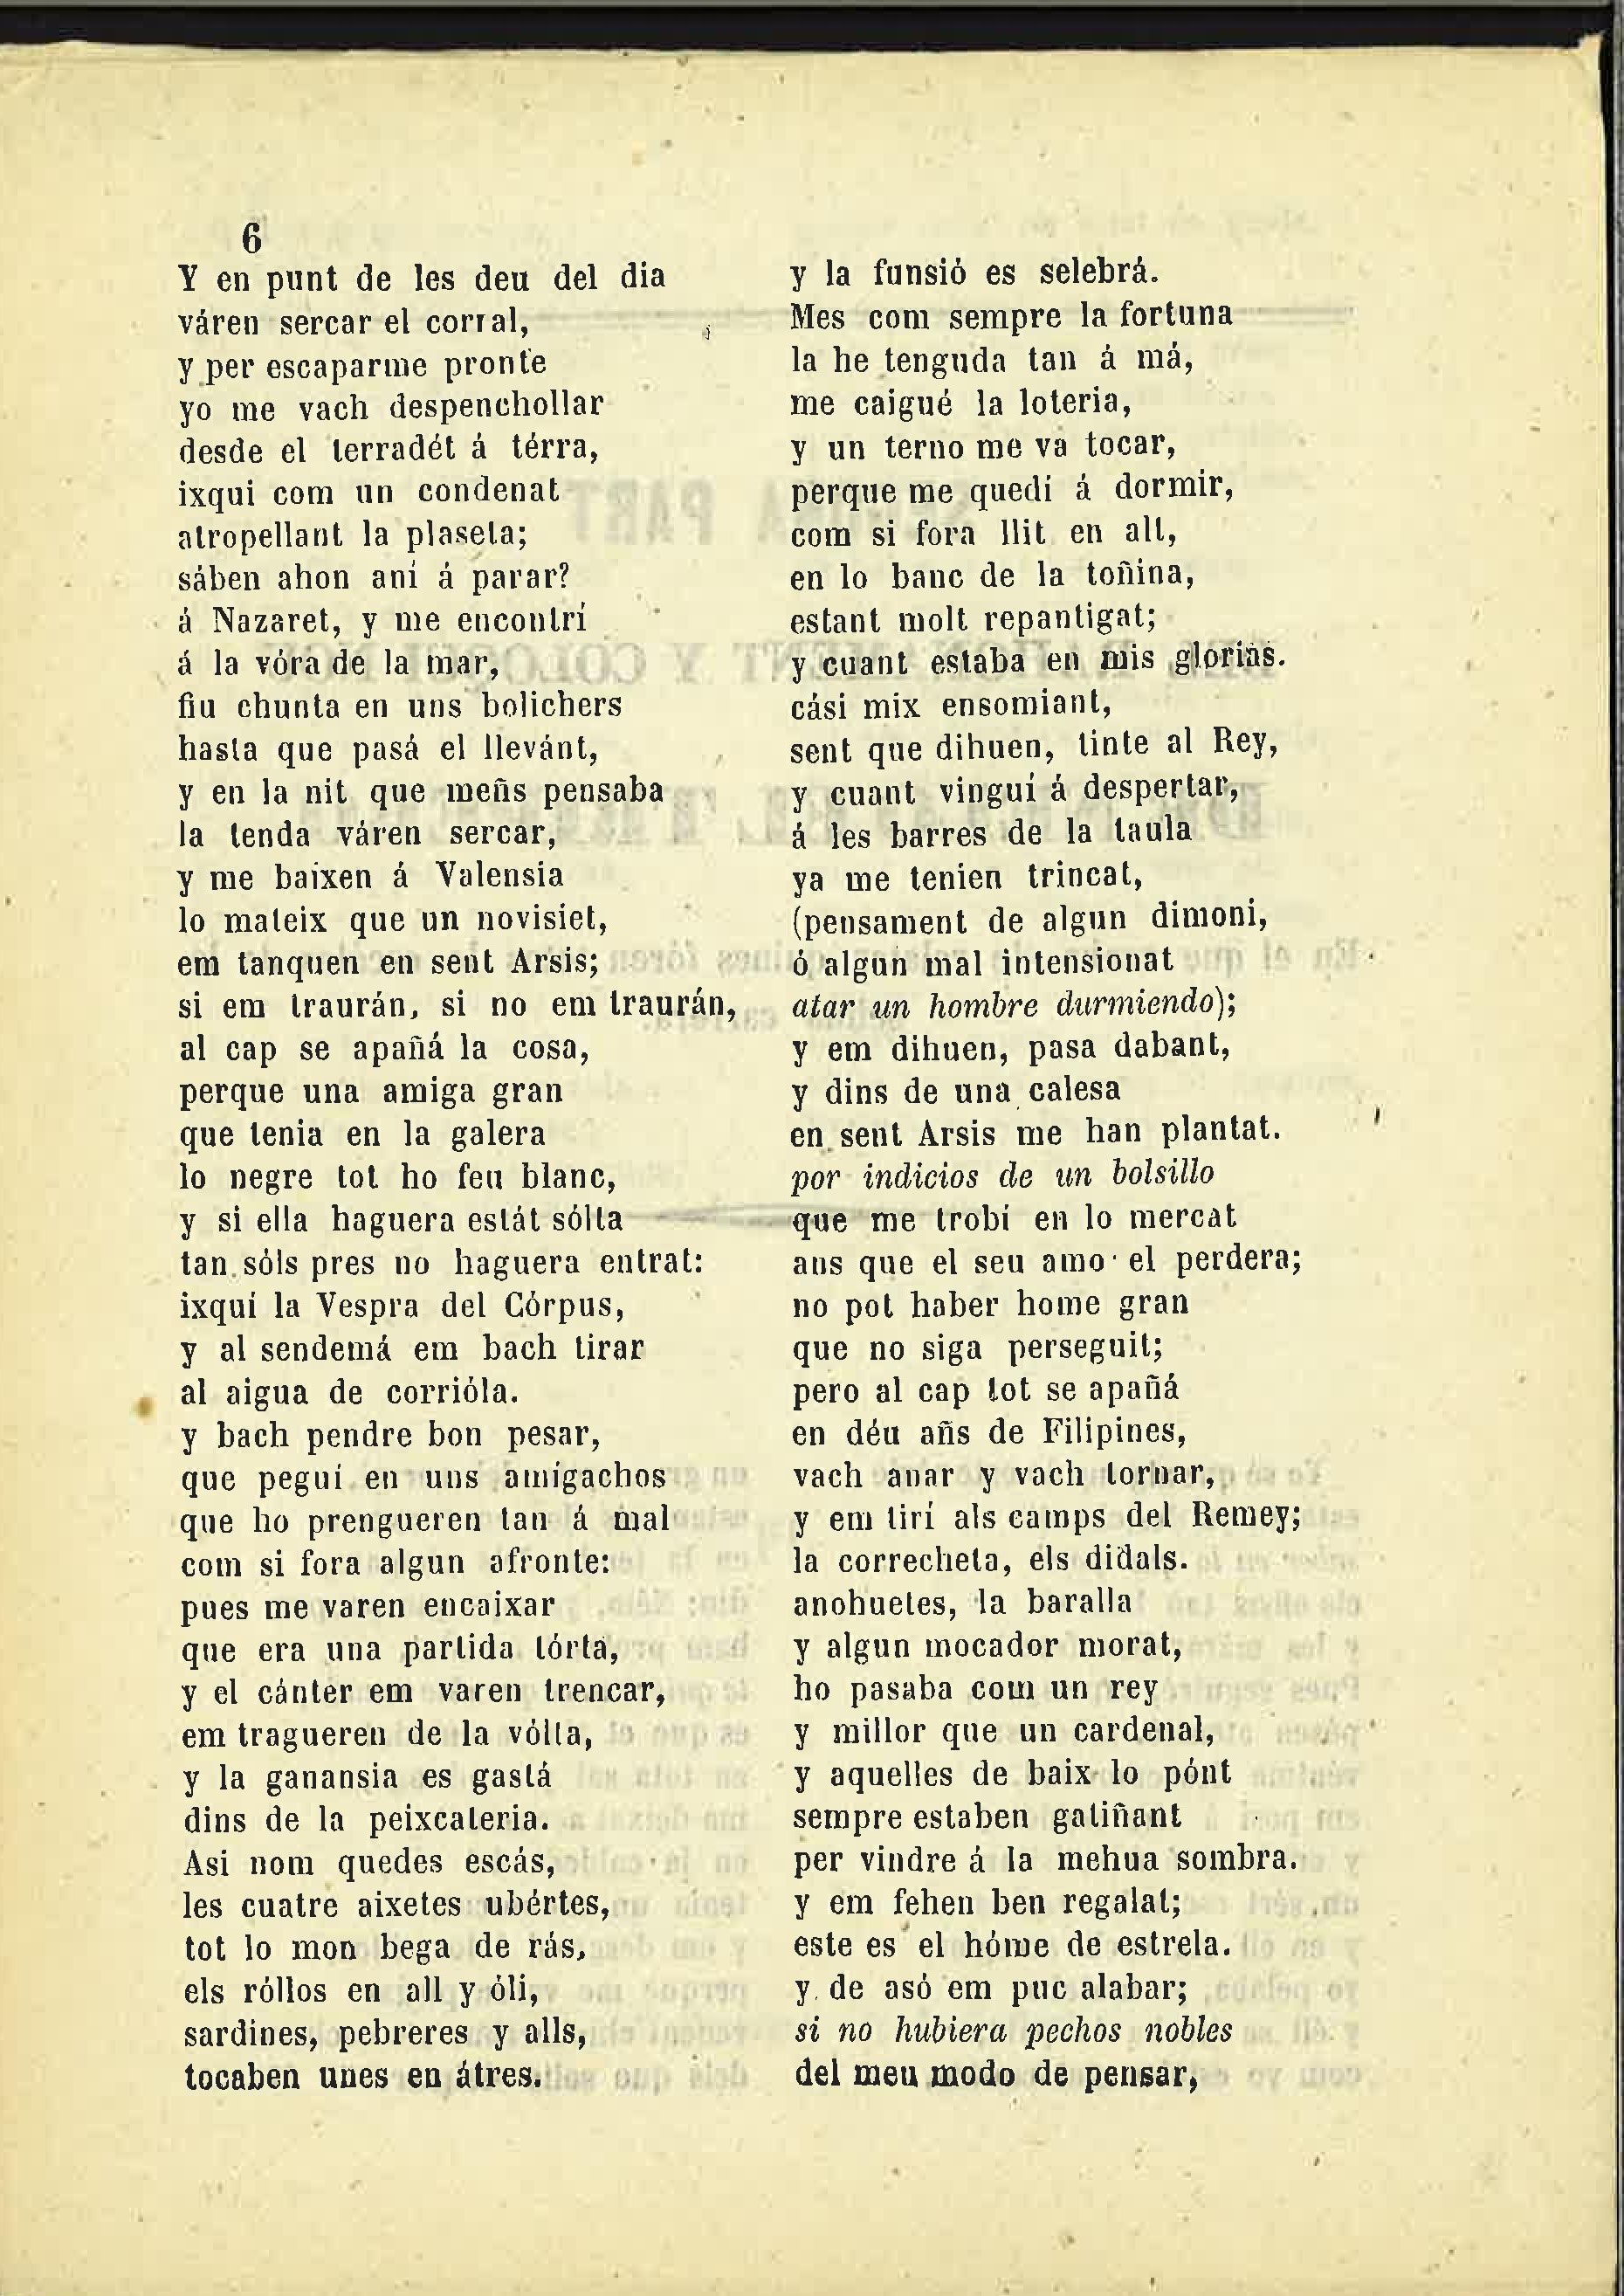 6
Y en punt de les deu del dia
váren sercar el corral,
y per escaparme pronte
yo me vach despenchollar
desde el terradét á térra,
ixqui com un condenat
atropellant la plaseta;
sáben ahon aní á parar?
á Nazaret, y me encontrí
á la vóra de la mar,
fiu chunta en uns bolichers
hasta que pasá el llevánt,
y en la nit que meñs pensaba
la tenda váren sercar,
y me baixen á Valensia
lo mateix que un novisiet,
em tanquen en sent Arsis;
si em traurán, si no em traurán,
al cap se apañá la cosa,
perque una amiga gran
que tenia en la galera
lo negre tot ho feu blanc,
y si ella haguera estát sólta
tan sóls pres no haguera entrat:
ixquí la Vespra del Córpus,
y al sendemá em bach tirar
al aigua de corrióla.
y bach pendre bon pesar,
que peguí en uns amigachos
que ho prengueren tan á mal
com si fora algun afronte:
pues me varen encaixar
que era una partida tórta,
y el cánter em varen trencar,
em tragueren de la vólta,
y la ganansia es gastá
dins de la peixcateria.
Asi nom quedes escás,
les cuatre aixetes ubértes,
tot lo mon bega de rás,
els róllos en all y óli,
sardines, pebreres y alls,
tocaben unes en átres.
y la funsió es selebrá.
Mes com sempre la fortuna
la he tenguda tan á má,
me caigué la loteria,
y un terno me va tocar,
perque me quedí á dormir,
com si fora llit en alt,
en lo banc de la toñina,
estant molt repantigat;
y cuant estaba en mis glorias.
cási mix ensomiant,
sent que dihuen, tinte al Rey,
y cuant vinguí á despertar,
á les barres de la taula
ya me tenien trincat,
(pensament de algun dimoni,
ó algun mal intensionat
atar un hombre durmiendo);
y em dihuen, pasa dabant,
y dins de una calesa
en sent Arsis me han plantat.
por indicios de un bolsillo
que me trobí en lo mercat
ans que el seu amo el perdera;
no pot haber home gran
que no siga perseguit;
pero al cap tot se apañá
en déu añs de Filipines,
vach anar y vach tornar,
y em tirí als camps del Remey;
la correcheta, els didals.
anohuetes, la baralla
y algun mocador morat,
ho pasaba com un rey
y millor que un cardenal,
y aquelles de baix lo pónt
sempre estaben gatiñant
per vindre á la mehua sombra.
y em fehen ben regalat;
este es el hóme de estrela.
y de asó em puc alabar;
si no hubiera pechos nobles
del meu modo de pensar,